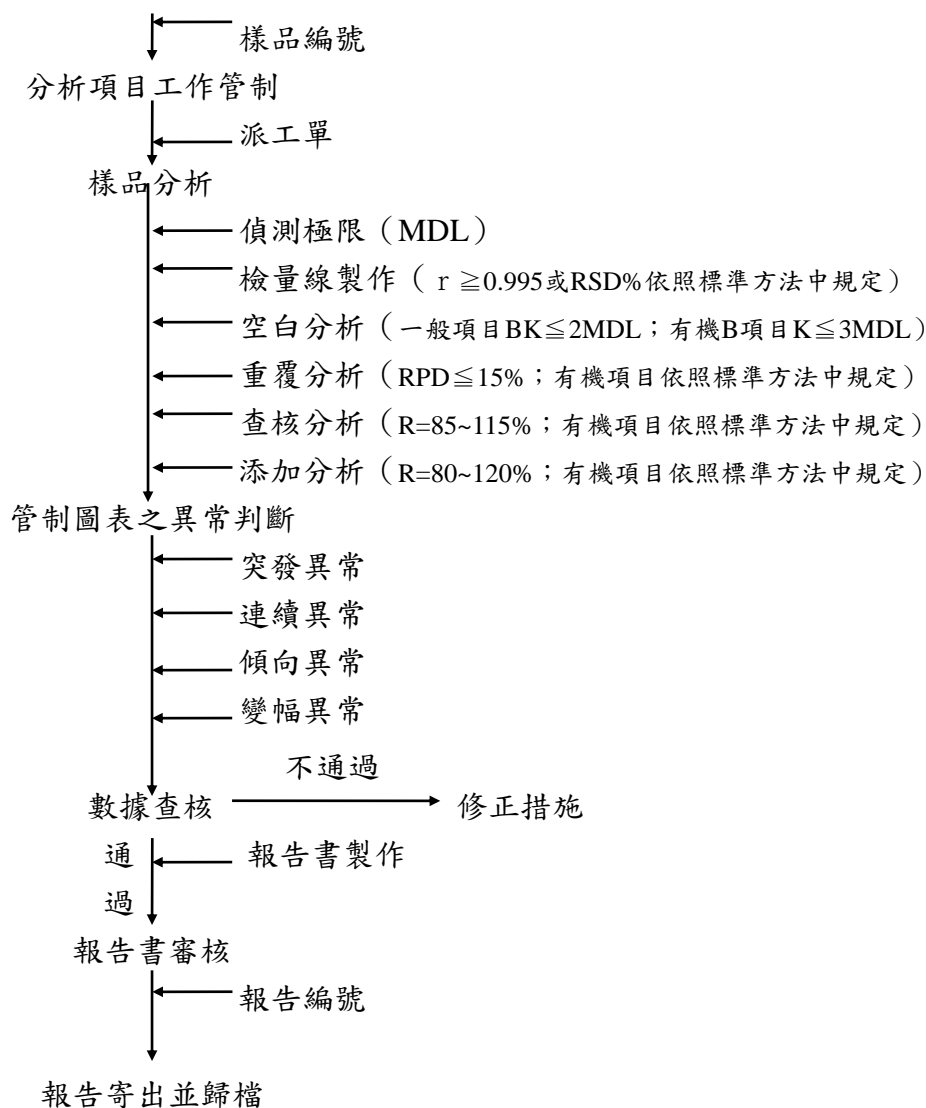 樣品編號
分析項目工作管制
派工單
樣品分析
偵測極限（MDL）
檢量線製作（ｒ≧0.995或RSD%依照標準方法中規定）
空白分析（一般項目BK≦2MDL；有機B項目K≦3MDL）
重覆分析（RPD≦15%；有機項目依照標準方法中規定）
查核分析（R=85~115%；有機項目依照標準方法中規定）
添加分析（R=80~120%；有機項目依照標準方法中規定）
管制圖表之異常判斷
突發異常
連續異常
傾向異常
變幅異常
不通過
數據查核 修正措施
通 報告書製作
過
報告書審核
報告編號
報告寄出並歸檔